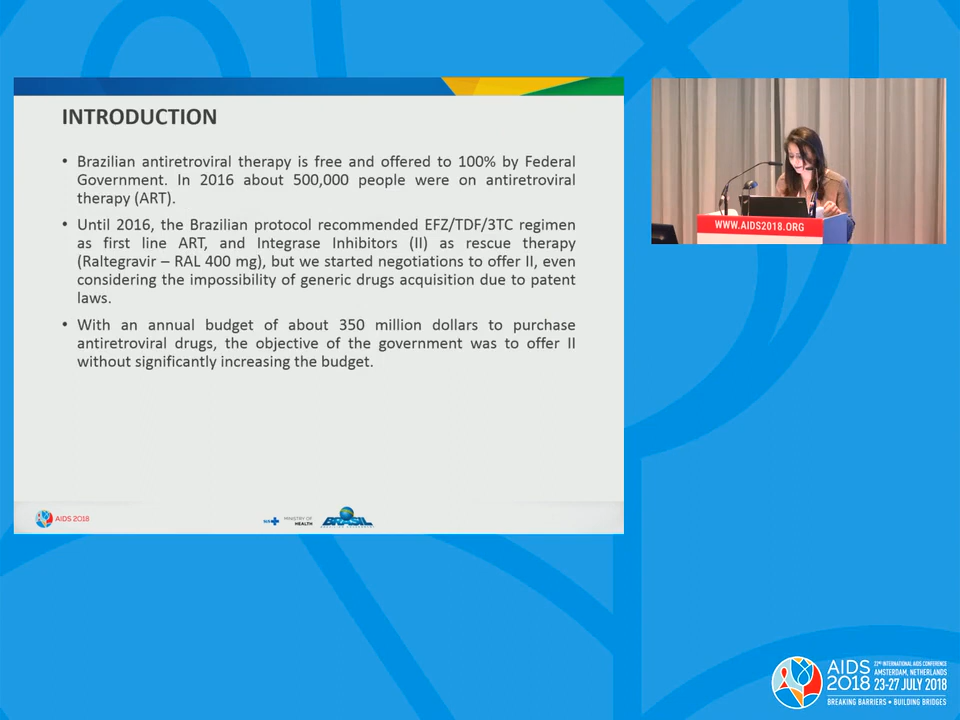 INTRODUCTION
• Brazilian antiretroviral therapy is free and offered to 100% by Federal
Government. In 2016 about 500,000 people were on antiretroviral
therapy (ART).
• Until 2016, the Brazilian protocol recommended EFZ/TDF/3TC regimen
as first line ART, and Integrase Inhibitors (II) as rescue therapy
(Raltegravir – RAL 400 mg), but we started negotiations to offer II, even
considering the impossibility of generic drugs acquisition due to patent
laws.
• With an annual budget of about 350 million dollars to purchase
antiretroviral drugs, the objective of the government was to offer II
without significantly increasing the budget.
AIDS 2018
SUS
MINISTRY OF
HEALTH
BRASIL
WWW.AIDS2018.ORG
AIDS
2018
22ND INTERNATIONAL AIDS CONFERENCE
AMSTERDAM, NETHERLANDS
23-27 JULY 2018
BREAKING BARRIERS • BUILDING BRIDGES